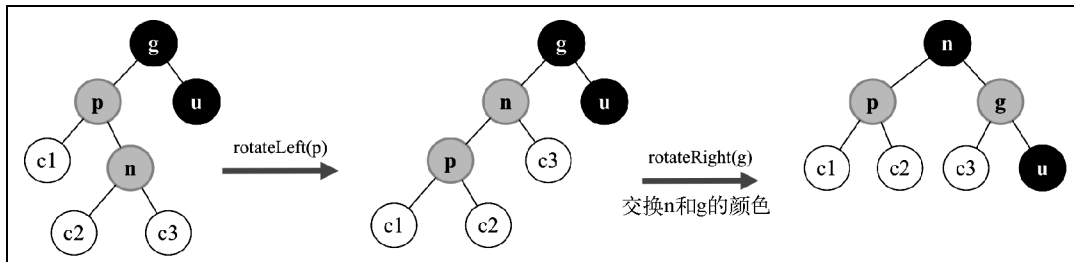 g
p
u
c1
n
c2
c3
rotateLeft(p)
g
n
u
p
c3
c1
c2
rotateRight(g)
交换n和g的颜色
n
p
g
c1
c2
c3
u